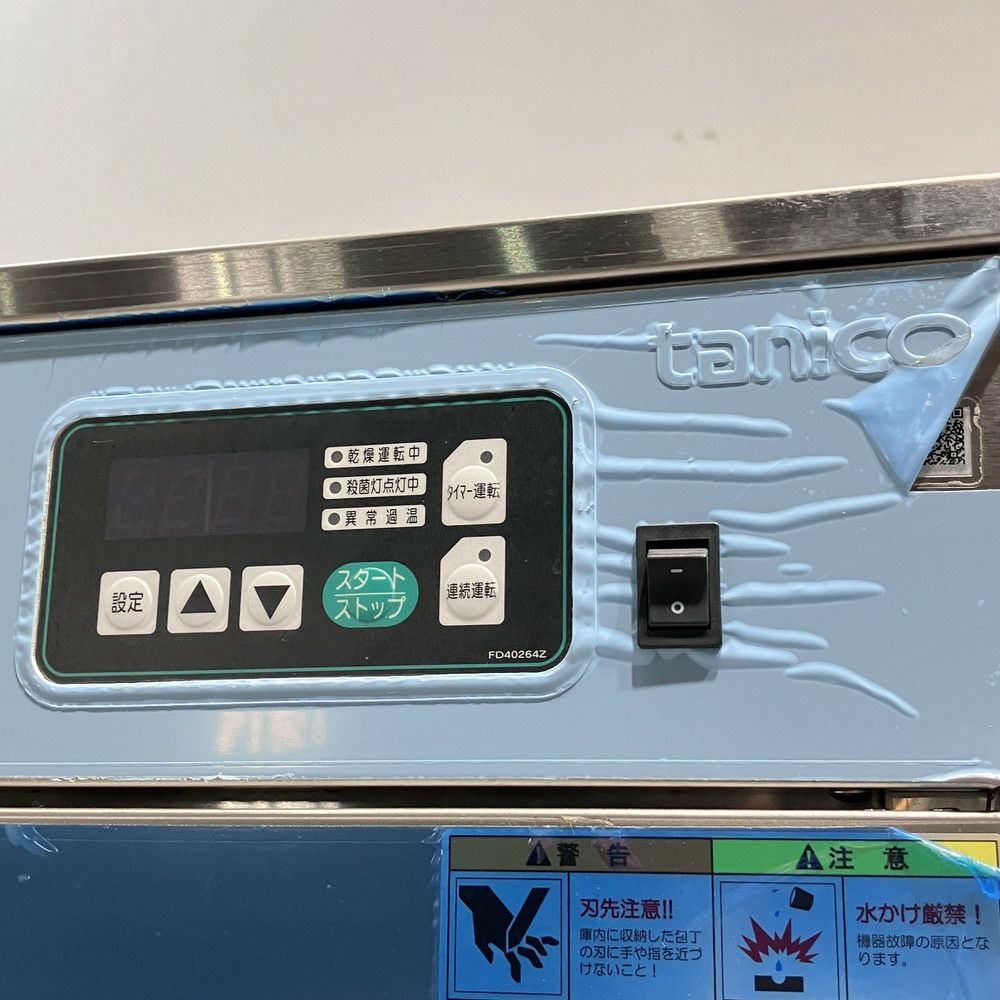 tanico
乾燥運転中
殺菌灯点灯中
異常過温
タイマー運転
設定
スタート
ストップ
連続運転
FD40264Z
警告
刃先注意!!
庫内に収納した包丁
の刃に手や指を近づ
けないこと！
注意
水かけ厳禁！
機器故障の原因とな
ります。